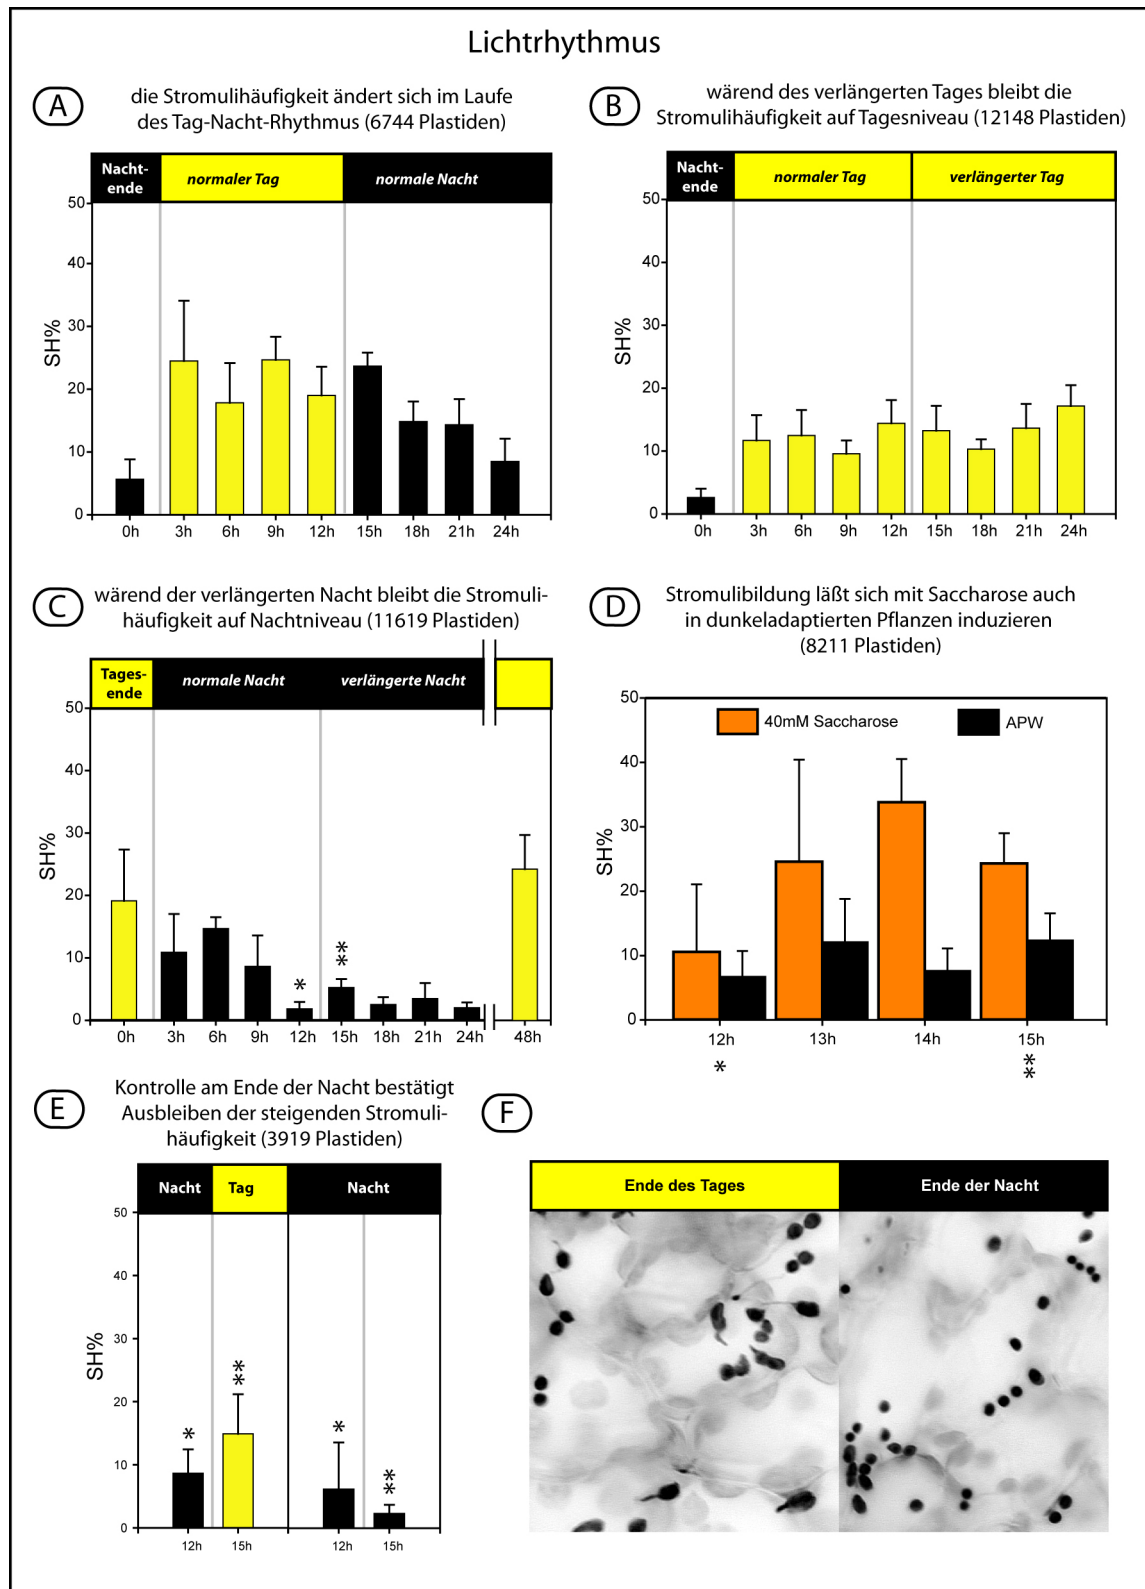 Lichtrhythmus
A
die Stromulihäufigkeit ändert sich im Laufe
des Tag-Nacht-Rhythmus (6744 Plastiden)
Nacht-
ende
normaler Tag
normale Nacht
SH%
50
40
30
20
10
0
0h 3h 6h 9h 12h 15h 18h 21h 24h
B
wärend des verlängerten Tages bleibt die
Stromulihäufigkeit auf Tagesniveau (12148 Plastiden)
Nacht-
ende
normaler Tag
verlängerter Tag
SH%
50
40
30
20
10
0
0h 3h 6h 9h 12h 15h 18h 21h 24h
C
wärend der verlängerten Nacht bleibt die Stromuli-
häufigkeit auf Nachtniveau (11619 Plastiden)
Tages-
ende
normale Nacht
verlängerte Nacht
SH%
50
40
30
20
10
0
*
**
0h 3h 6h 9h 12h 15h 18h 21h 24h 48h
D
Stromulibildung läßt sich mit Saccharose auch
in dunkeladaptierten Pflanzen induzieren
(8211 Plastiden)
40mM Saccharose
APW
SH%
50
40
30
20
10
0
12h 13h 14h 15h
* **
E
Kontrolle am Ende der Nacht bestätigt
Ausbleiben der steigenden Stromuli-
häufigkeit (3919 Plastiden)
Nacht Tag Nacht
SH%
50
40
30
20
10
0
* ** * **
12h 15h 12h 15h
F
Ende des Tages
Ende der Nacht